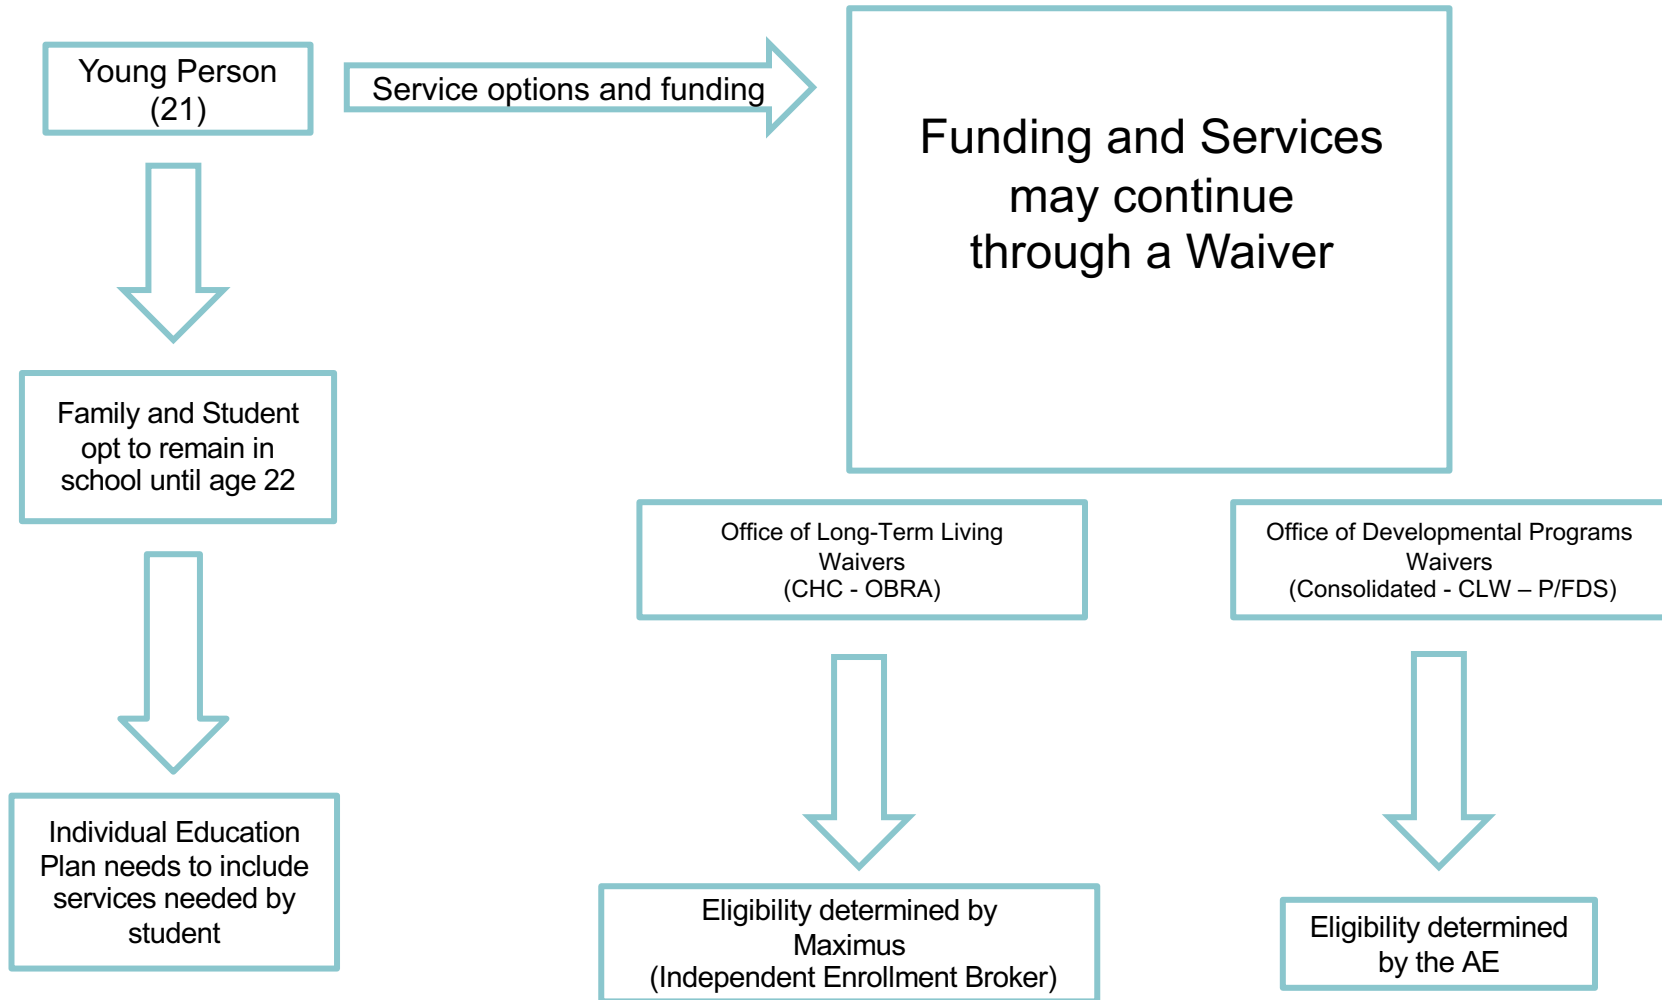 Young Person
(21)
Service options and funding
Funding and Services
may continue
through a Waiver
Family and Student
opt to remain in
school until age 22
Office of Long-Term Living
Waivers
(CHC - OBRA)
Office of Developmental Programs
Waivers
(Consolidated - CLW – P/FDS)
Individual Education
Plan needs to include
services needed by
student
Eligibility determined by
Maximus
(Independent Enrollment Broker)
Eligibility determined
by the AE